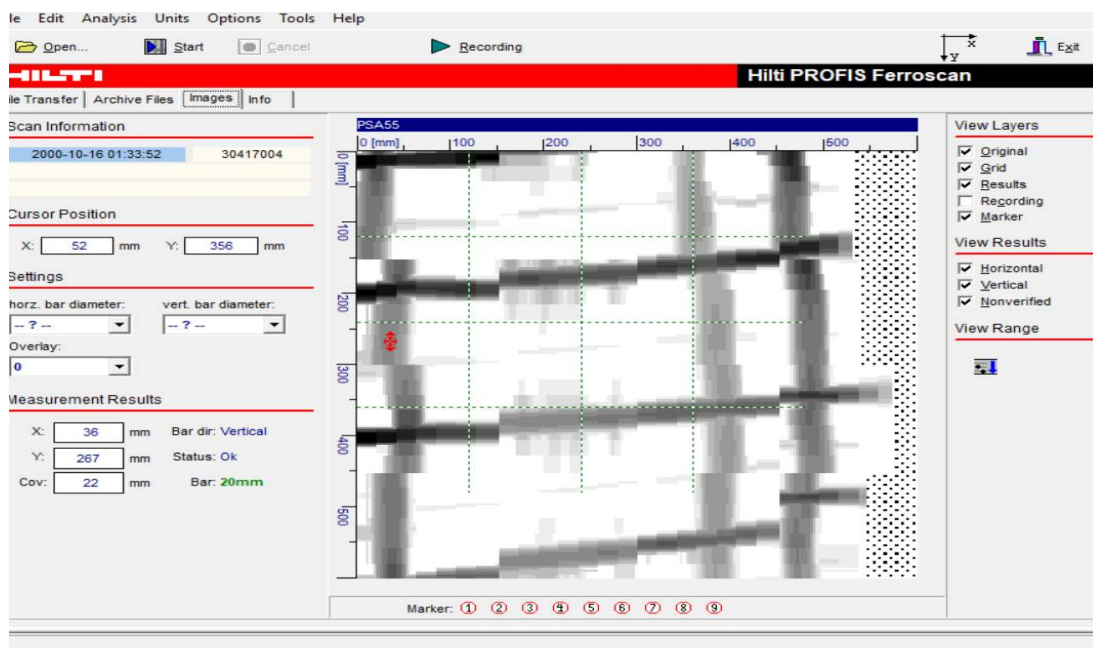 le Edit Analysis Units Options Tools Help
Open... Start Cancel Recording X Y Exit
HILTI Hilti PROFIS Ferroscan
ile Transfer Archive Files Images Info
Scan Information
2000-10-16 01:33:52 30417004
Cursor Position
X: 52 mm Y: 356 mm
Settings
horz. bar diameter: vert. bar diameter:
-- ? -- -- ? --
Overlay:
0
Measurement Results
X: 36 mm Bar dir: Vertical
Y: 267 mm Status: Ok
Cov: 22 mm Bar: 20mm
PSA55
0 [mm] 100 200 300 400 500
0 [mm] 100 200 300 400 500
Marker: 1 2 3 4 5 6 7 8 9
View Layers
Original
Grid
Results
Recording
Marker
View Results
Horizontal
Vertical
Nonverified
View Range